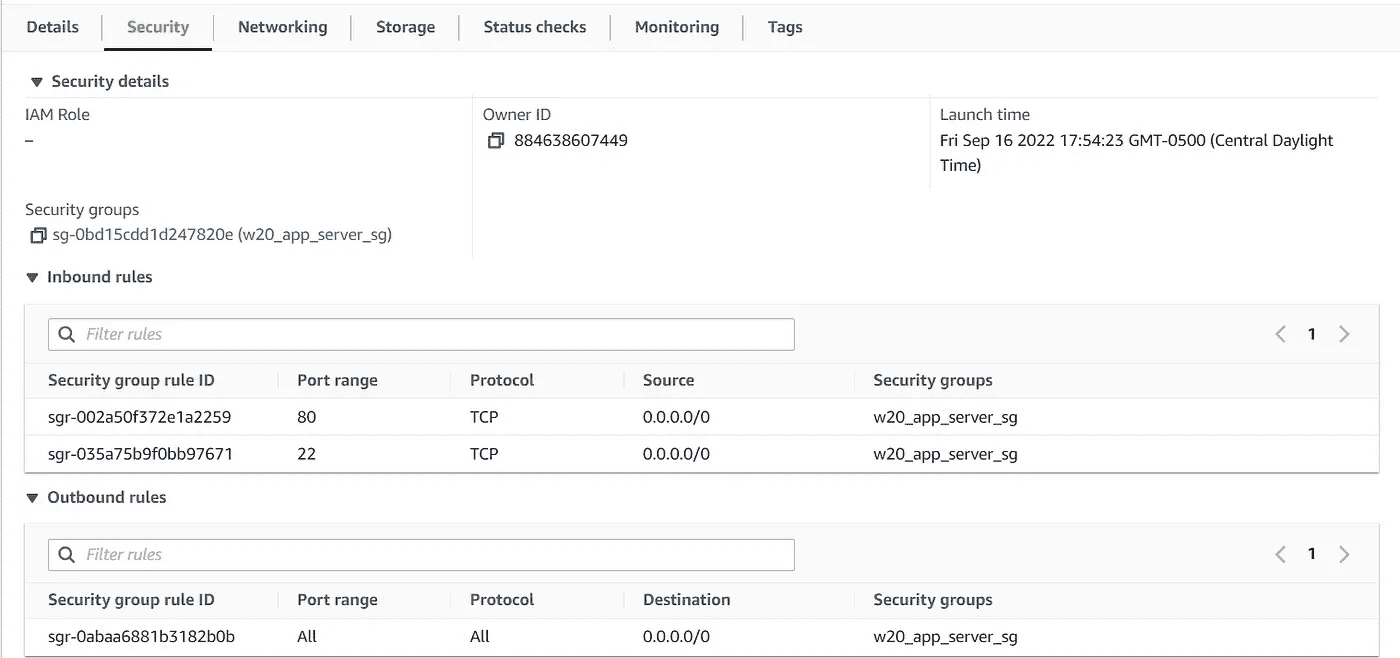 Details Security Networking Storage Status checks Monitoring Tags
Security details
IAM Role Owner ID Launch time
– 884638607449 Fri Sep 16 2022 17:54:23 GMT-0500 (Central Daylight
Time)
Security groups
sg-0bd15cdd1d247820e (w20_app_server_sg)
Inbound rules
Filter rules 1
Security group rule ID Port range Protocol Source Security groups
sgr-002a50f372e1a2259 80 TCP 0.0.0.0/0 w20_app_server_sg
sgr-035a75b9f0bb97671 22 TCP 0.0.0.0/0 w20_app_server_sg
Outbound rules
Filter rules 1
Security group rule ID Port range Protocol Destination Security groups
sgr-0abaa6881b3182b0b All All 0.0.0.0/0 w20_app_server_sg